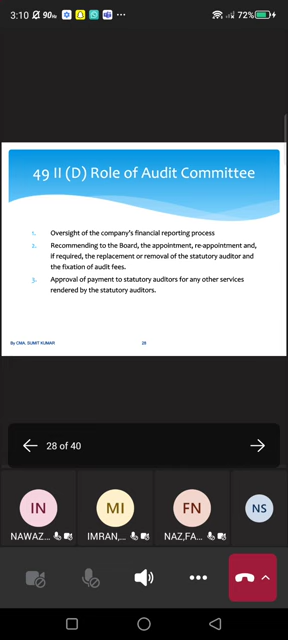 3:10 90Hz ... 72%
49 II (D) Role of Audit Committee
1. Oversight of the company's financial reporting process
2. Recommending to the Board, the appointment, re-appointment and,
if required, the replacement or removal of the statutory auditor and
the fixation of audit fees.
3. Approval of payment to statutory auditors for any other services
rendered by the statutory auditors.
By CMA. SUMIT KUMAR 28
28 of 40
IN MI FN NS
NAWAZ... IMRAN,... NAZ,FA...